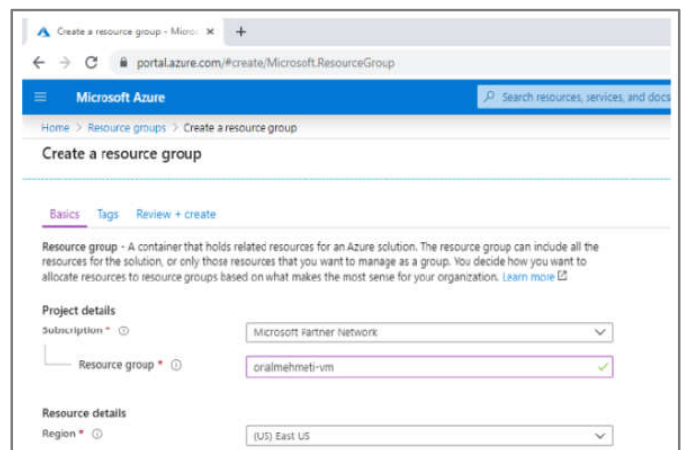 Create a resource group - Micros
portal.azure.com/#create/Microsoft.ResourceGroup
Microsoft Azure
Search resources, services, and docs
Home > Resource groups > Create a resource group
Create a resource group
Basics Tags Review + create
Resource group - A container that holds related resources for an Azure solution. The resource group can include all the
resources for the solution, or only those resources that you want to manage as a group. You decide how you want to
allocate resources to resource groups based on what makes the most sense for your organization. Learn more
Project details
Subscription *
Microsoft Partner Network
Resource group *
oralmehmeti-vm
Resource details
Region *
(US) East US